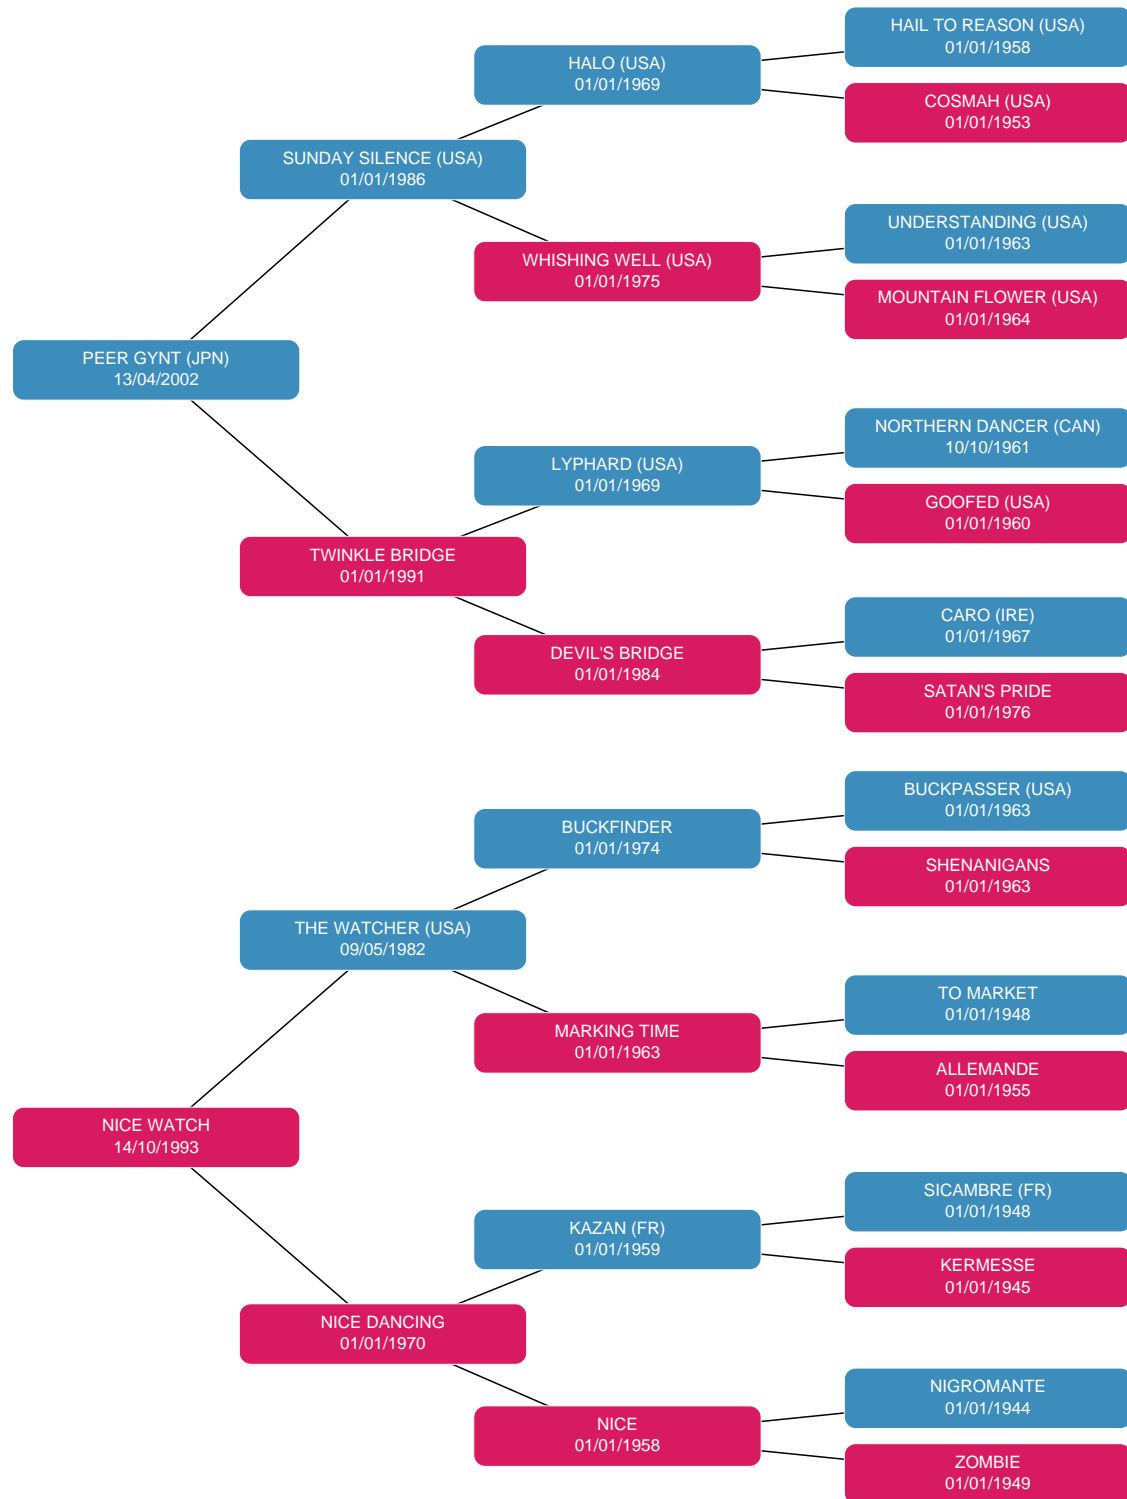 HAIL TO REASON (USA)
01/01/1958
HALO (USA)
01/01/1969
COSMAH (USA)
01/01/1953
SUNDAY SILENCE (USA)
01/01/1986
UNDERSTANDING (USA)
01/01/1963
WHISHING WELL (USA)
01/01/1975
MOUNTAIN FLOWER (USA)
01/01/1964
PEER GYNT (JPN)
13/04/2002
NORTHERN DANCER (CAN)
10/10/1961
LYPHARD (USA)
01/01/1969
GOOFED (USA)
01/01/1960
TWINKLE BRIDGE
01/01/1991
CARO (IRE)
01/01/1967
DEVIL'S BRIDGE
01/01/1984
SATAN'S PRIDE
01/01/1976
BUCKPASSER (USA)
01/01/1963
BUCKFINDER
01/01/1974
SHENANIGANS
01/01/1963
THE WATCHER (USA)
09/05/1982
TO MARKET
01/01/1948
MARKING TIME
01/01/1963
ALLEMANDE
01/01/1955
NICE WATCH
14/10/1993
SICAMBRE (FR)
01/01/1948
KAZAN (FR)
01/01/1959
KERMESSE
01/01/1945
NICE DANCING
01/01/1970
NIGROMANTE
01/01/1944
NICE
01/01/1958
ZOMBIE
01/01/1949